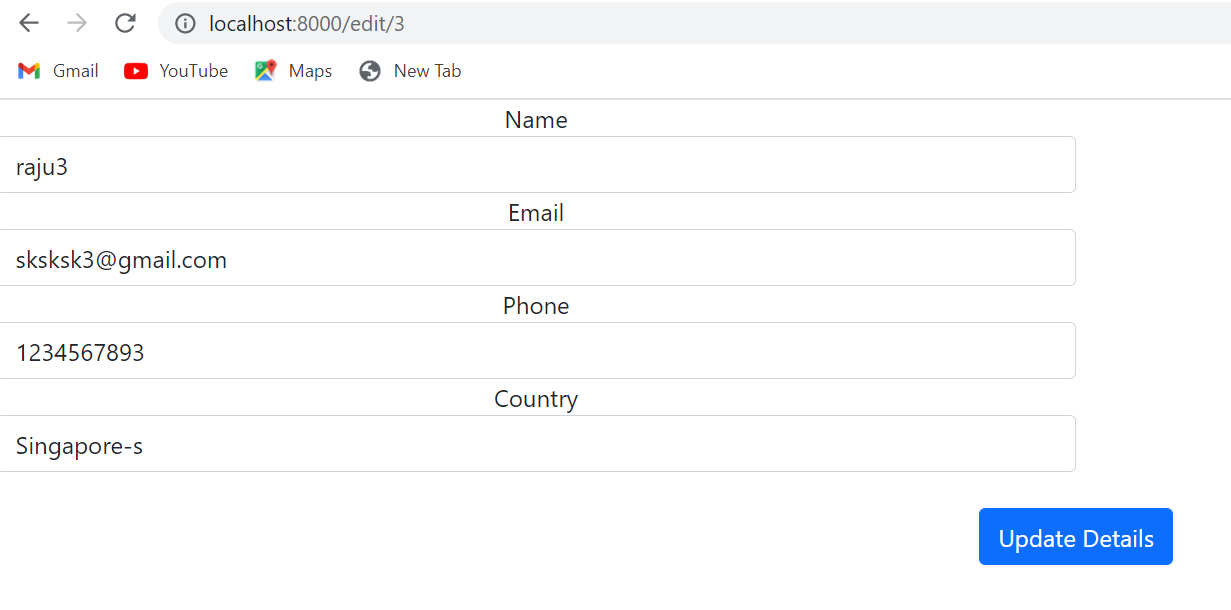 localhost:8000/edit/3
Gmail YouTube Maps New Tab
Name
raju3
Email
sksksk3@gmail.com
Phone
1234567893
Country
Singapore-s
Update Details